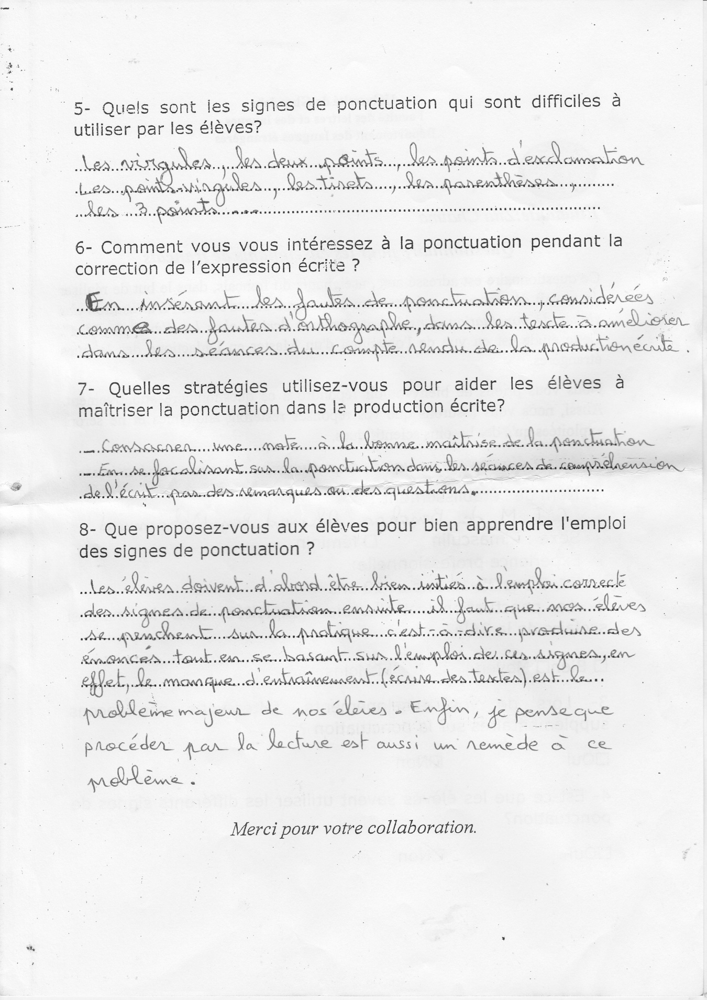 5- Quels sont les signes de ponctuation qui sont difficiles à
utiliser par les élèves?
Les virgules, les deux points, les points d'exclamation
Les points-virgules, les tirets, les parenthèses,
les 3 points ...
6- Comment vous vous intéressez à la ponctuation pendant la
correction de l'expression écrite ?
En insérant les fautes de ponctuation, considérées
comme des fautes d'orthographe, dans les texte à améliorer
dans les séances du compte rendu de la production écrite.
7- Quelles stratégies utilisez-vous pour aider les élèves à
maîtriser la ponctuation dans la production écrite?
- Consacrer une note à la bonne maîtrise de la ponctuation
- En se focalisant sur la ponctuation dans les séances de compréhension
de l'écrit par des remarques ou des questions.
8- Que proposez-vous aux élèves pour bien apprendre l'emploi
des signes de ponctuation ?
Les élèves doivent d'abord être bien initiés à l'emploi correcte
des signes de ponctuation ensuite il faut que nos élèves
se penchent sur la pratique c'est-à-dire produire des
énoncés tout en se basant sur l'emploi de ces signes, en
effet, le manque d'entraînement (écrire des textes) est le
problème majeur de nos élèves. Enfin, je pense que
procéder par la lecture est aussi un remède à ce
problème.
Merci pour votre collaboration.